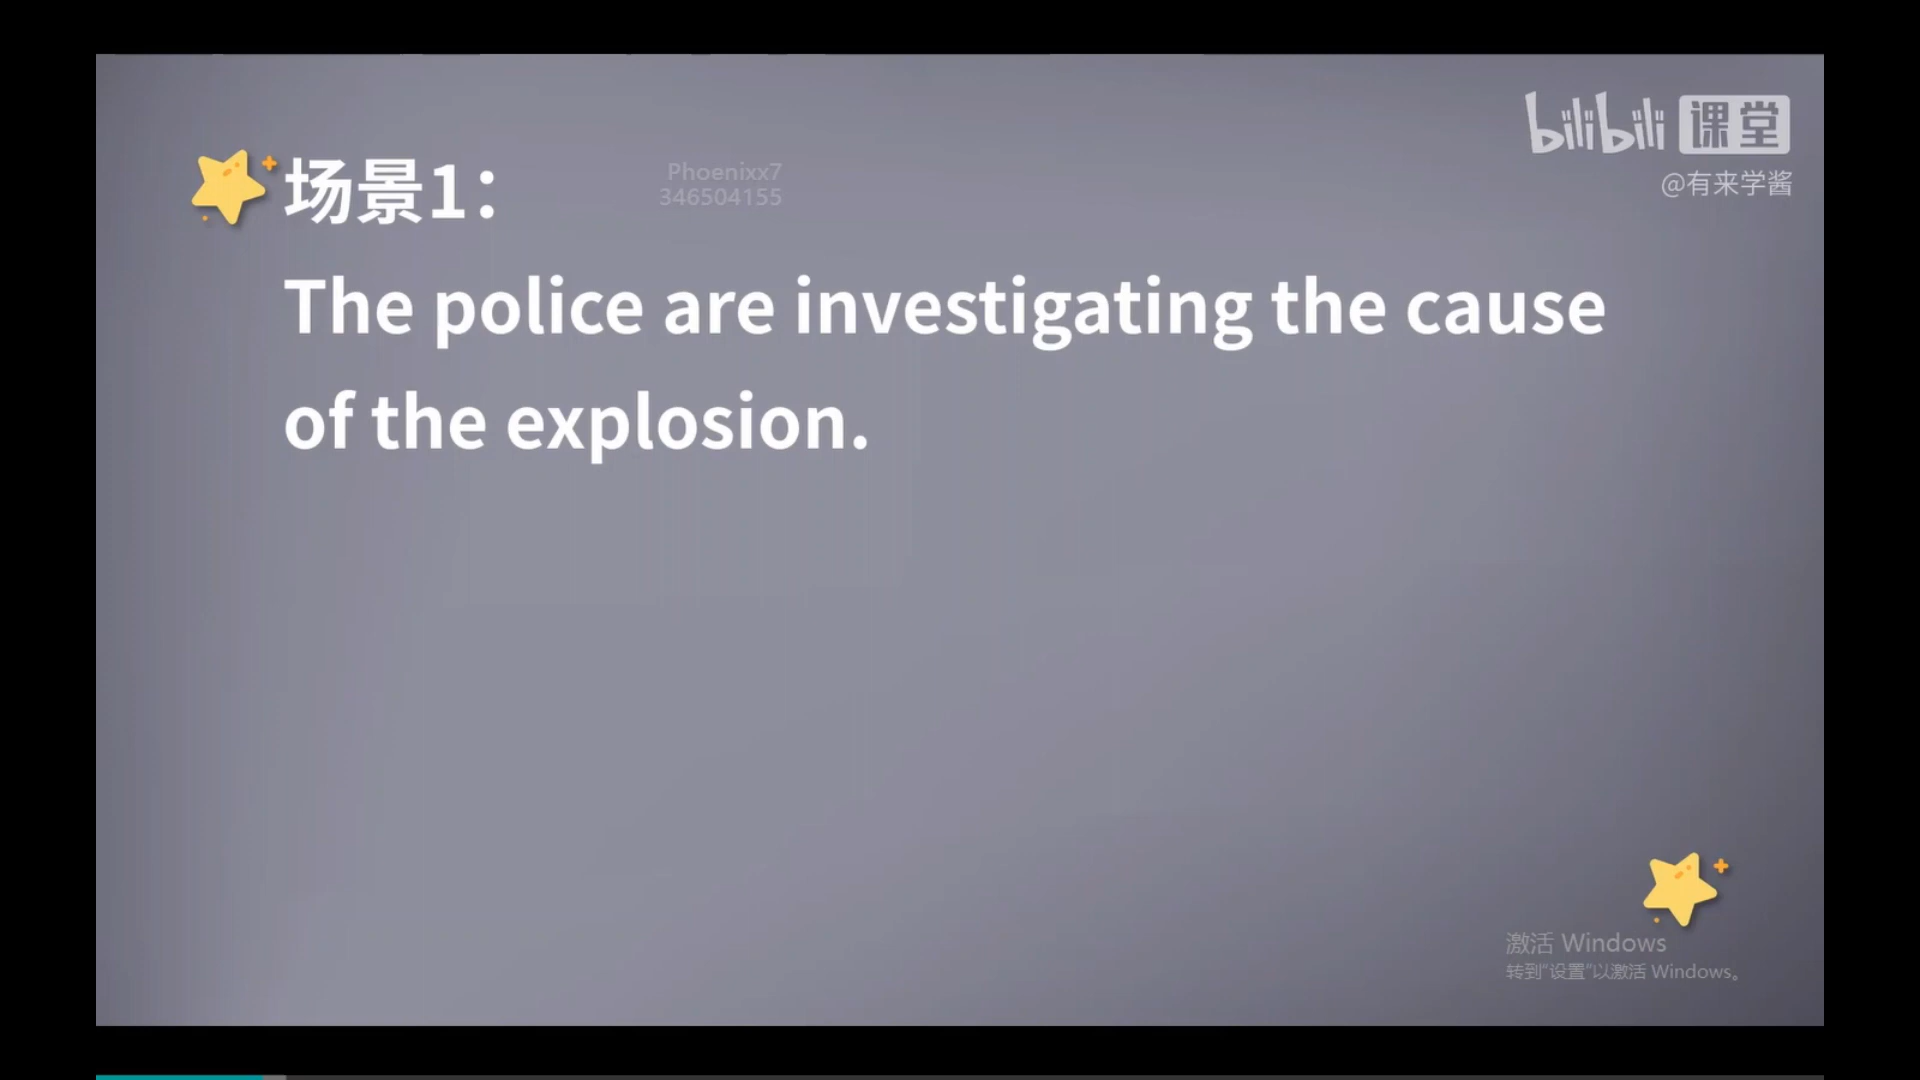 bilibili 课堂
@有来学酱
Phoenixx7
346504155
场景1：
The police are investigating the cause
of the explosion.
激活 Windows
转到"设置"以激活 Windows。